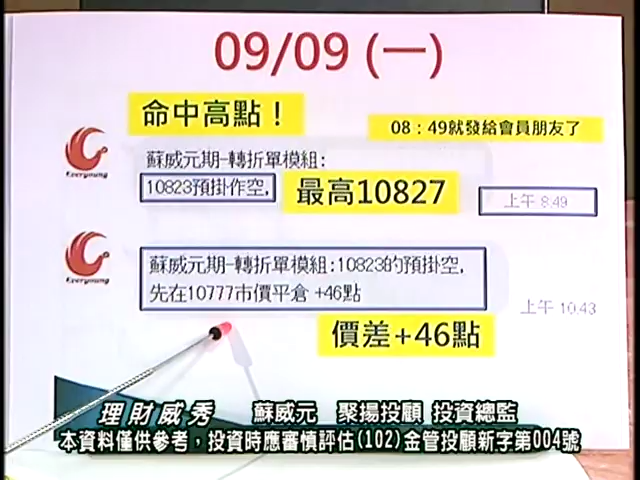 09/09 (一)
命中高點！
08：49就發給會員朋友了
蘇威元期-轉折單模組:
10823預掛作空,
最高10827
上午 8:49
Everyoung
蘇威元期-轉折單模組:10823的預掛空,
先在10777市價平倉 +46點
上午 10:43
Everyoung
價差+46點
理財威秀 蘇威元 聚揚投顧 投資總監
本資料僅供參考，投資時應審慎評估(102)金管投顧新字第004號